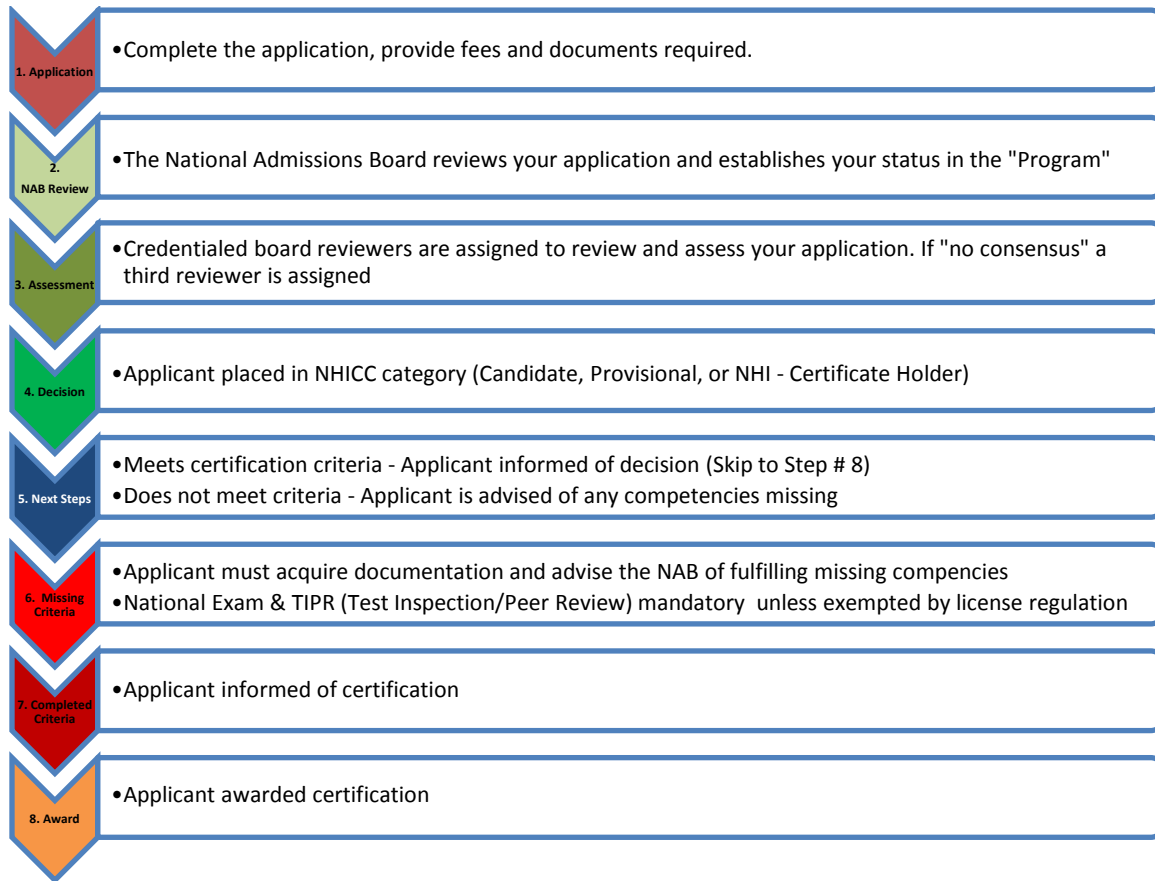 1. Application
•Complete the application, provide fees and documents required.
2.
NAB Review
•The National Admissions Board reviews your application and establishes your status in the "Program"
3. Assessment
•Credentialed board reviewers are assigned to review and assess your application. If "no consensus" a
third reviewer is assigned
4. Decision
•Applicant placed in NHICC category (Candidate, Provisional, or NHI - Certificate Holder)
5. Next Steps
•Meets certification criteria - Applicant informed of decision (Skip to Step # 8)
•Does not meet criteria - Applicant is advised of any competencies missing
6. Missing
Criteria
•Applicant must acquire documentation and advise the NAB of fulfilling missing compencies
•National Exam & TIPR (Test Inspection/Peer Review) mandatory unless exempted by license regulation
7. Completed
Criteria
•Applicant informed of certification
8. Award
•Applicant awarded certification